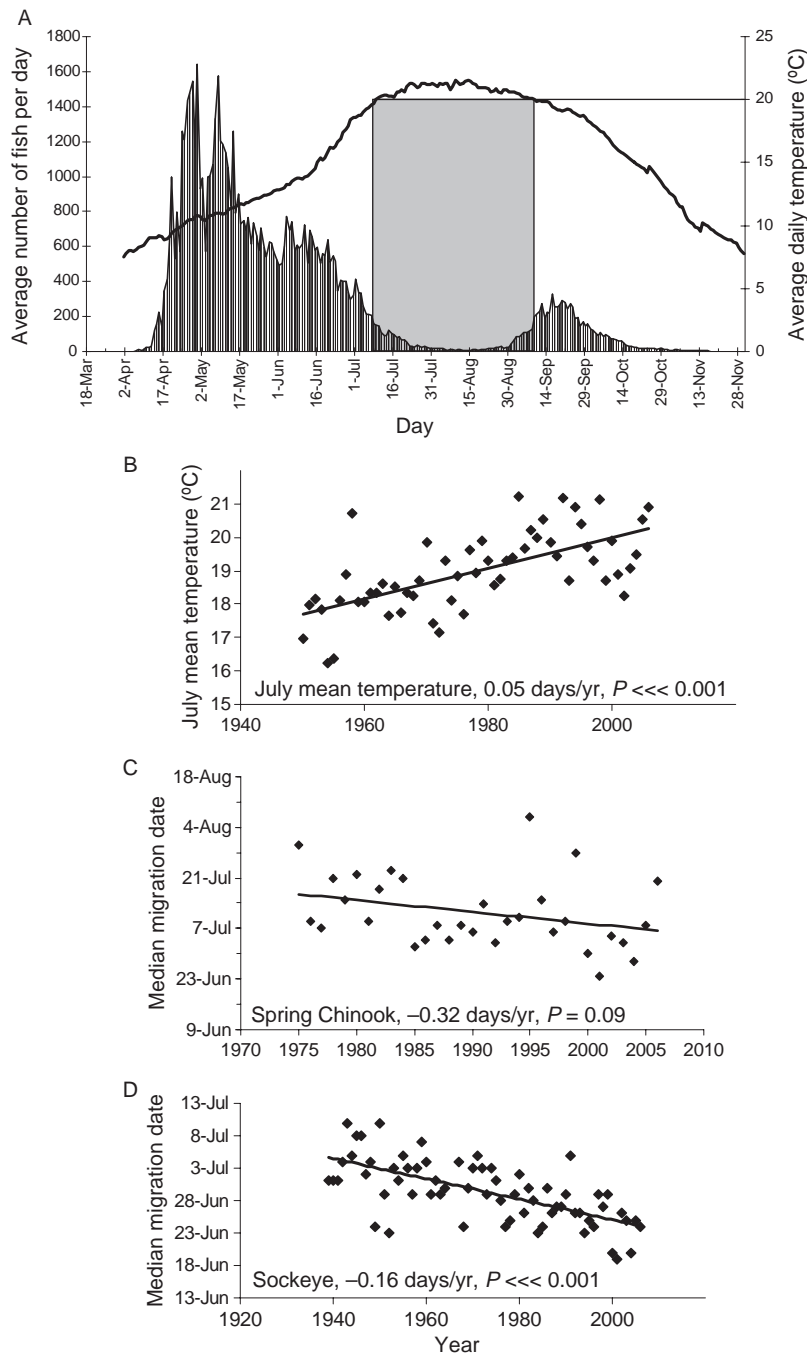 A
Average number of fish per day
1800
1600
1400
1200
1000
800
600
400
200
0
Average daily temperature (ºC)
25
20
15
10
5
0
18-Mar
2-Apr
17-Apr
2-May
17-May
1-Jun
16-Jun
1-Jul
16-Jul
31-Jul
15-Aug
30-Aug
14-Sep
29-Sep
14-Oct
29-Oct
13-Nov
28-Nov
Day
B
July mean temperature (ºC)
21
20
19
18
17
16
15
July mean temperature, 0.05 days/yr, P <<< 0.001
1940
1960
1980
2000
C
Median migration date
18-Aug
4-Aug
21-Jul
7-Jul
23-Jun
9-Jun
Spring Chinook, –0.32 days/yr, P = 0.09
1970
1975
1980
1985
1990
1995
2000
2005
2010
D
Median migration date
13-Jul
8-Jul
3-Jul
28-Jun
23-Jun
18-Jun
13-Jun
Sockeye, –0.16 days/yr, P <<< 0.001
1920
1940
1960
1980
2000
Year